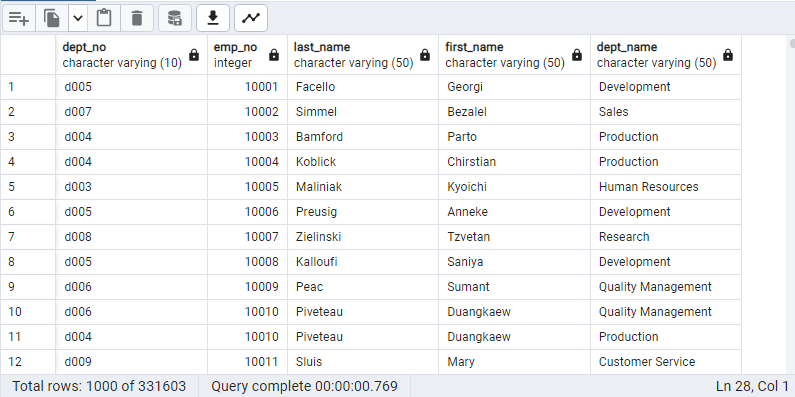 dept_no emp_no last_name first_name dept_name
character varying (10) integer character varying (50) character varying (50) character varying (50)
1 d005 10001 Facello Georgi Development
2 d007 10002 Simmel Bezalel Sales
3 d004 10003 Bamford Parto Production
4 d004 10004 Koblick Chirstian Production
5 d003 10005 Maliniak Kyoichi Human Resources
6 d005 10006 Preusig Anneke Development
7 d008 10007 Zielinski Tzvetan Research
8 d005 10008 Kalloufi Saniya Development
9 d006 10009 Peac Sumant Quality Management
10 d006 10010 Piveteau Duangkaew Quality Management
11 d004 10010 Piveteau Duangkaew Production
12 d009 10011 Sluis Mary Customer Service
Total rows: 1000 of 331603 Query complete 00:00:00.769 Ln 28, Col 1